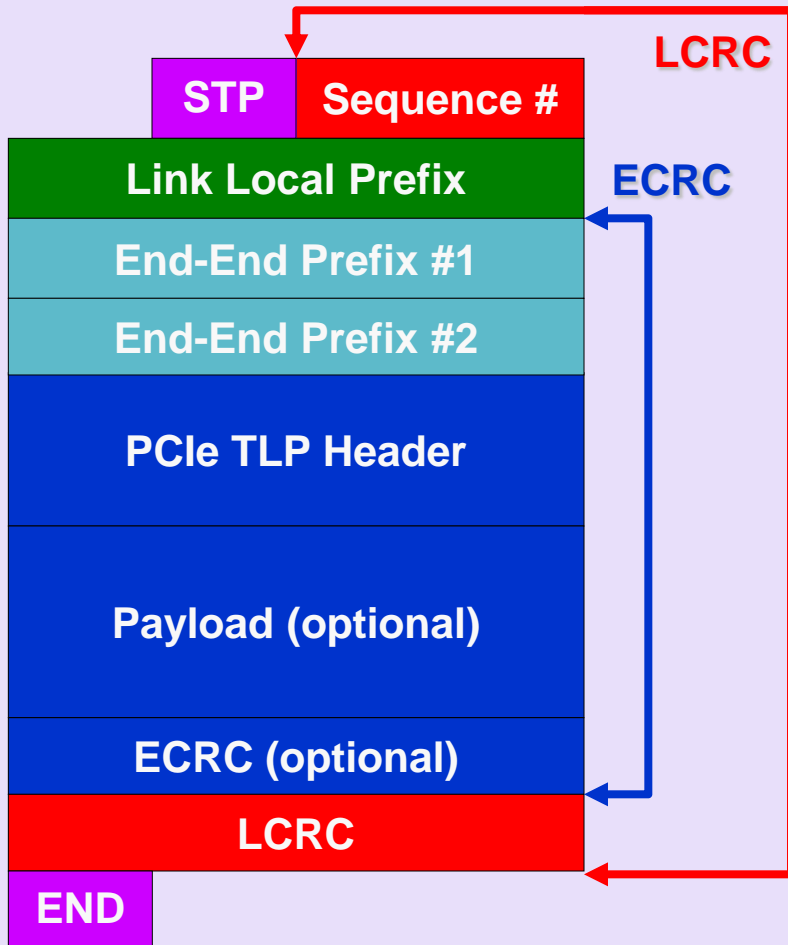 LCRC
STP
Sequence #
Link Local Prefix
ECRC
End-End Prefix #1
End-End Prefix #2
PCIe TLP Header
Payload (optional)
ECRC (optional)
LCRC
END